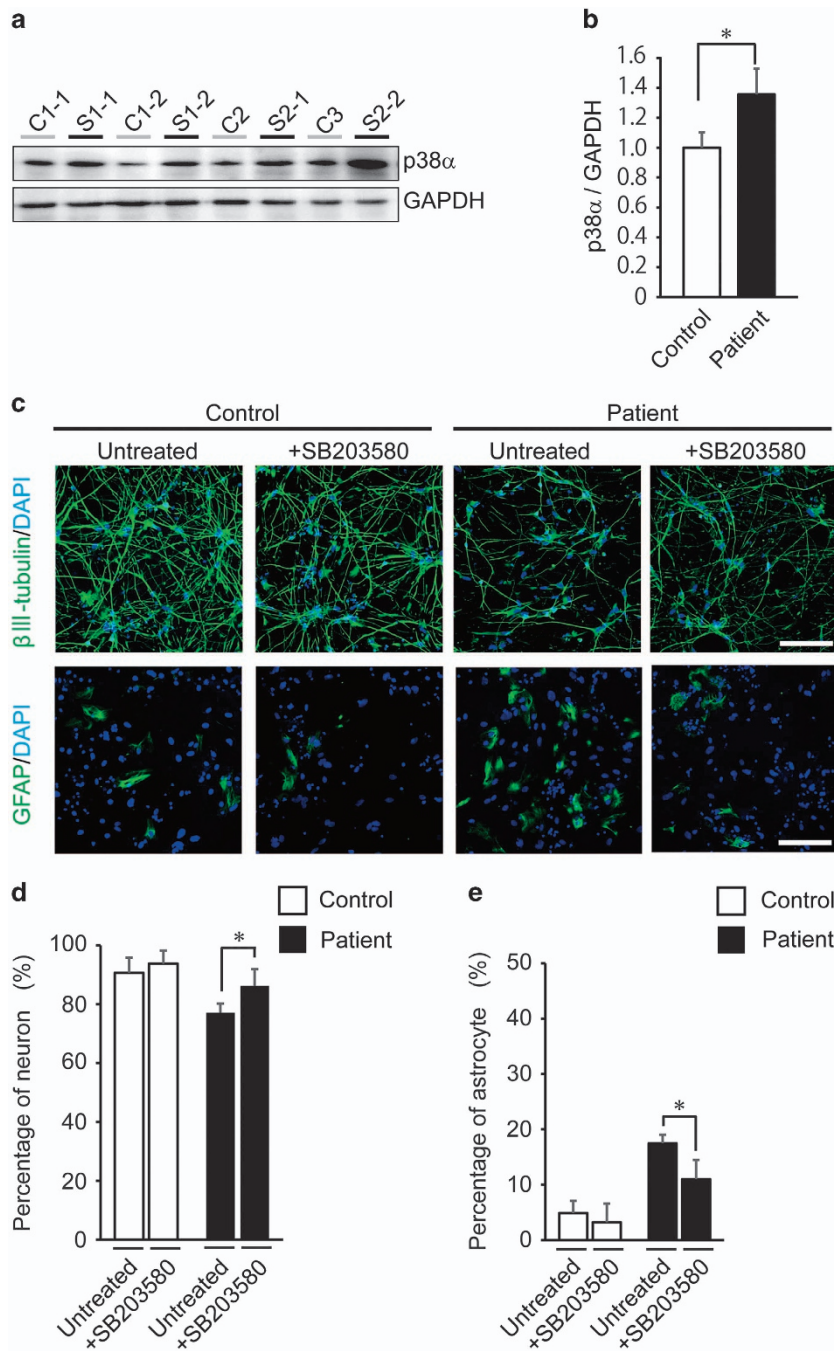 a
C1-1 S1-1 C1-2 S1-2 C2 S2-1 C3 S2-2
p38α
GAPDH
b
*
p38α / GAPDH
1.6
1.4
1.2
1.0
0.8
0.6
0.4
0.2
0
Control Patient
c
Control Patient
Untreated +SB203580 Untreated +SB203580
βIII-tubulin/DAPI
GFAP/DAPI
d
Control
Patient
*
Percentage of neuron (%)
100
80
60
40
20
0
Untreated +SB203580 Untreated +SB203580
e
Control
Patient
*
Percentage of astrocyte (%)
50
40
30
20
10
0
Untreated +SB203580 Untreated +SB203580